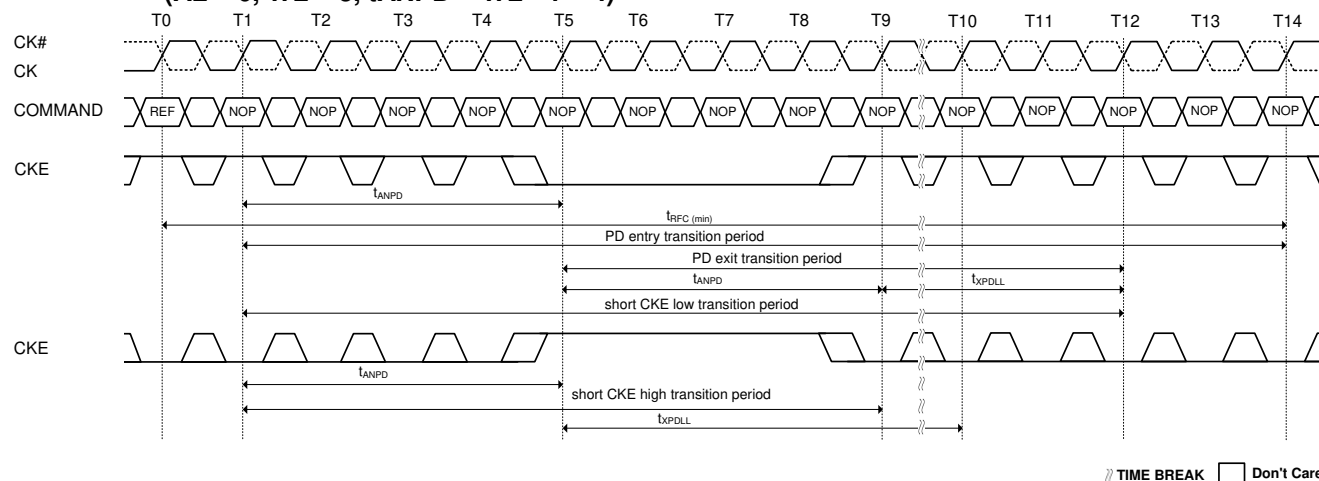 T0 T1 T2 T3 T4 T5 T6 T7 T8 T9 T10 T11 T12 T13 T14
CK#
CK
COMMAND REF NOP NOP NOP NOP NOP NOP NOP NOP NOP NOP NOP NOP NOP NOP
CKE
tANPD
tRFC (min)
PD entry transition period
PD exit transition period
tANPD tXPDLL
short CKE low transition period
CKE
tANPD
short CKE high transition period
tXPDLL
TIME BREAK Don't Care